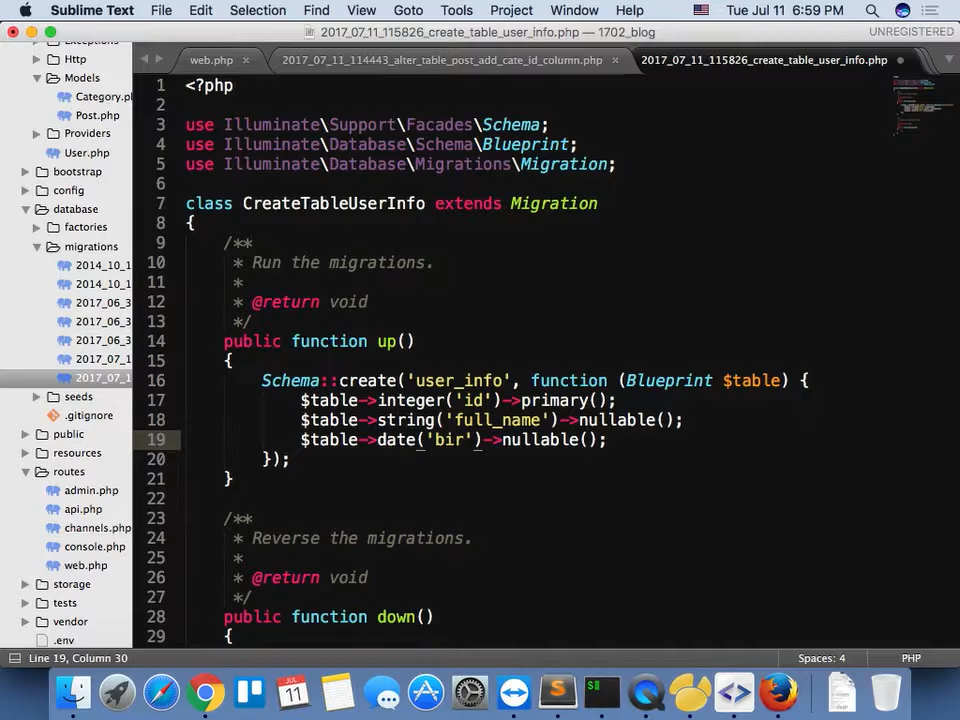 Sublime Text File Edit Selection Find View Goto Tools Project Window Help Tue Jul 11 6:59 PM
2017_07_11_115826_create_table_user_info.php — 1702_blog UNREGISTERED
web.php × 2017_07_11_114443_alter_table_post_add_cate_id_column.php × 2017_07_11_115826_create_table_user_info.php
Exceptions
Http
Models
Category.pl
Post.php
Providers
User.php
bootstrap
config
database
factories
migrations
2014_10_1
2014_10_1
2017_06_3
2017_06_3
2017_06_3
2017_07_1
2017_07_1
seeds
.gitignore
public
resources
routes
admin.php
api.php
channels.php
console.php
web.php
storage
tests
vendor
.env
1 <?php
2
3 use Illuminate\Support\Facades\Schema;
4 use Illuminate\Database\Schema\Blueprint;
5 use Illuminate\Database\Migrations\Migration;
6
7 class CreateTableUserInfo extends Migration
8 {
9 /**
10 * Run the migrations.
11 *
12 * @return void
13 */
14 public function up()
15 {
16 Schema::create('user_info', function (Blueprint $table) {
17 $table->integer('id')->primary();
18 $table->string('full_name')->nullable();
19 $table->date('bir')->nullable();
20 });
21 }
22
23 /**
24 * Reverse the migrations.
25 *
26 * @return void
27 */
28 public function down()
29 {
Line 19, Column 30 Spaces: 4 PHP
JUL
11